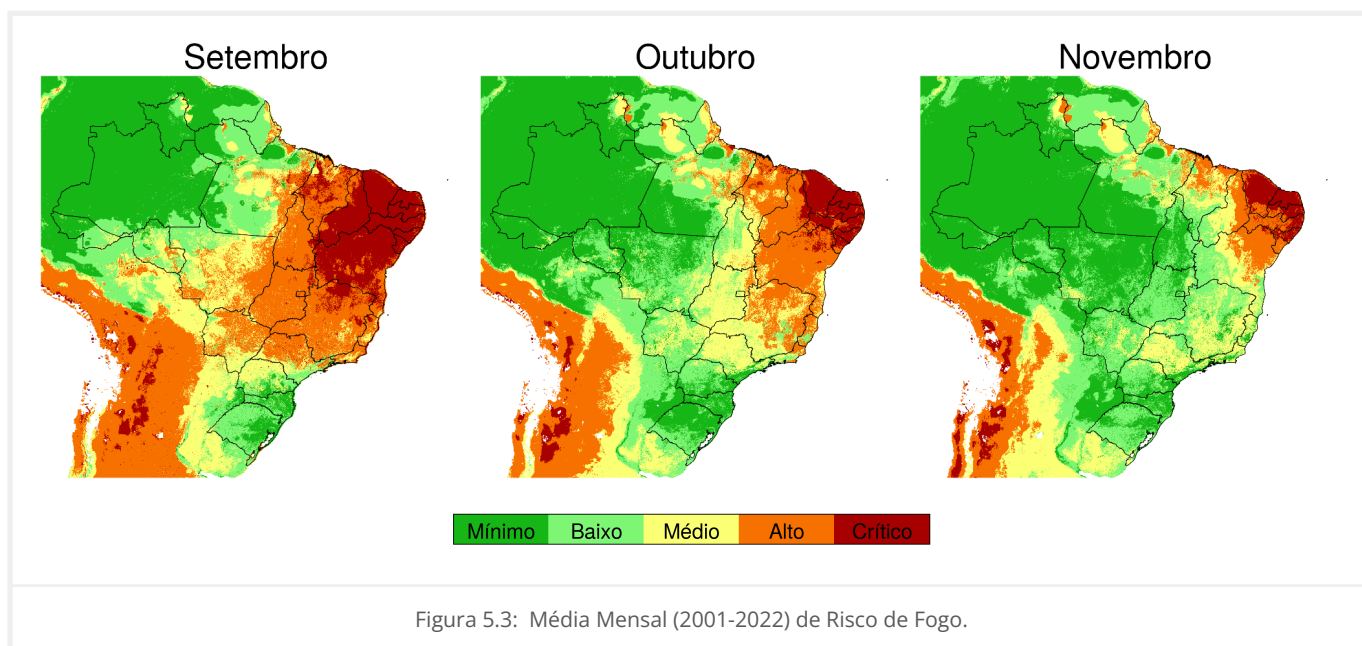 Setembro
Outubro
Novembro
Mínimo Baixo Médio Alto Crítico
Figura 5.3: Média Mensal (2001-2022) de Risco de Fogo.